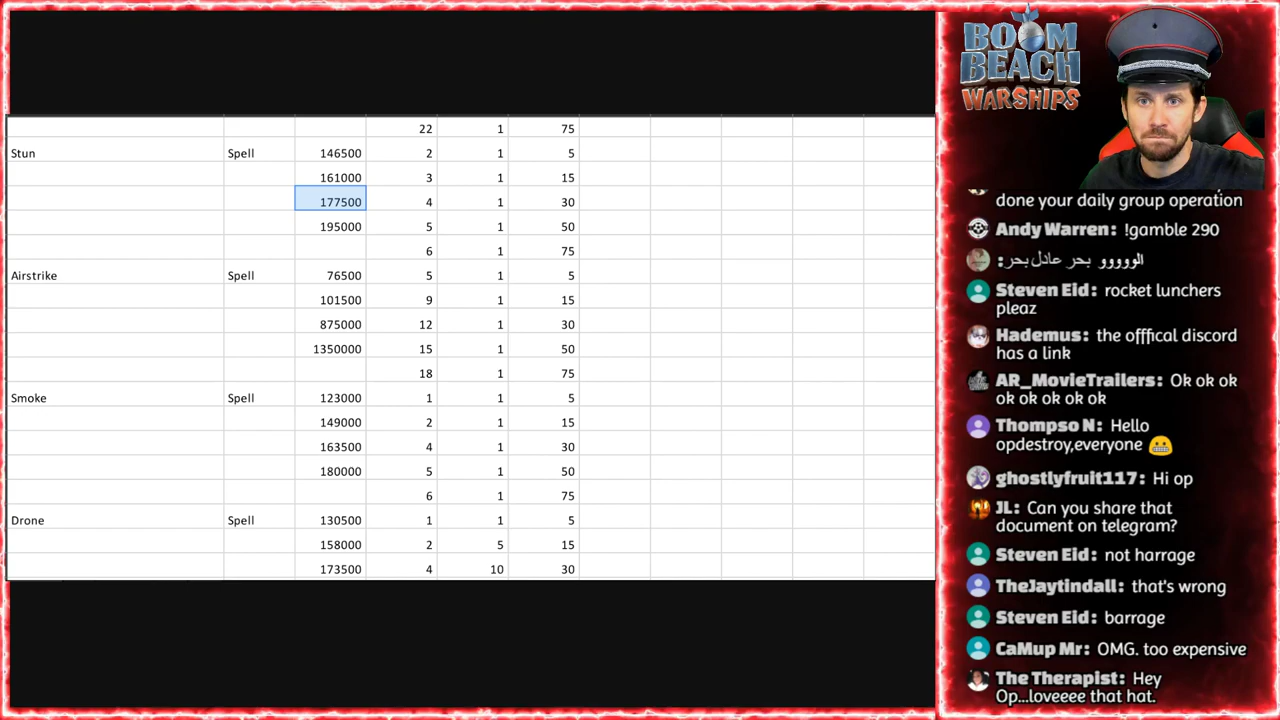 22 1 75
Stun Spell 146500 2 1 5
161000 3 1 15
177500 4 1 30
195000 5 1 50
6 1 75
Airstrike Spell 76500 5 1 5
101500 9 1 15
875000 12 1 30
1350000 15 1 50
18 1 75
Smoke Spell 123000 1 1 5
149000 2 1 15
163500 4 1 30
180000 5 1 50
6 1 75
Drone Spell 130500 1 1 5
158000 2 5 15
173500 4 10 30
BOOM
BEACH
WARSHIPS
done your daily group operation
Andy Warren: !gamble 290
الووووو بحر عادل بحر:
Steven Eid: rocket lunchers
pleaz
Hademus: the offfical discord
has a link
AR_MovieTrailers: Ok ok ok
ok ok ok ok ok
Thompso N: Hello
opdestroy,everyone 😬
ghostlyfruit117: Hi op
JL: Can you share that
document on telegram?
Steven Eid: not harrage
TheJaytindall: that's wrong
Steven Eid: barrage
CaMup Mr: OMG. too expensive
The Therapist: Hey
Op...loveeee that hat.